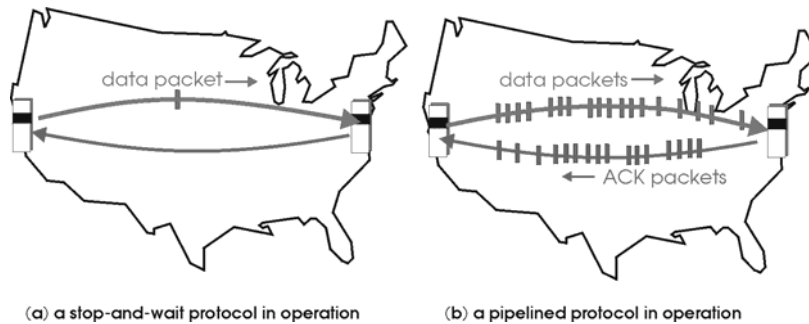 data packet
data packets
ACK packets
(a) a stop-and-wait protocol in operation
(b) a pipelined protocol in operation